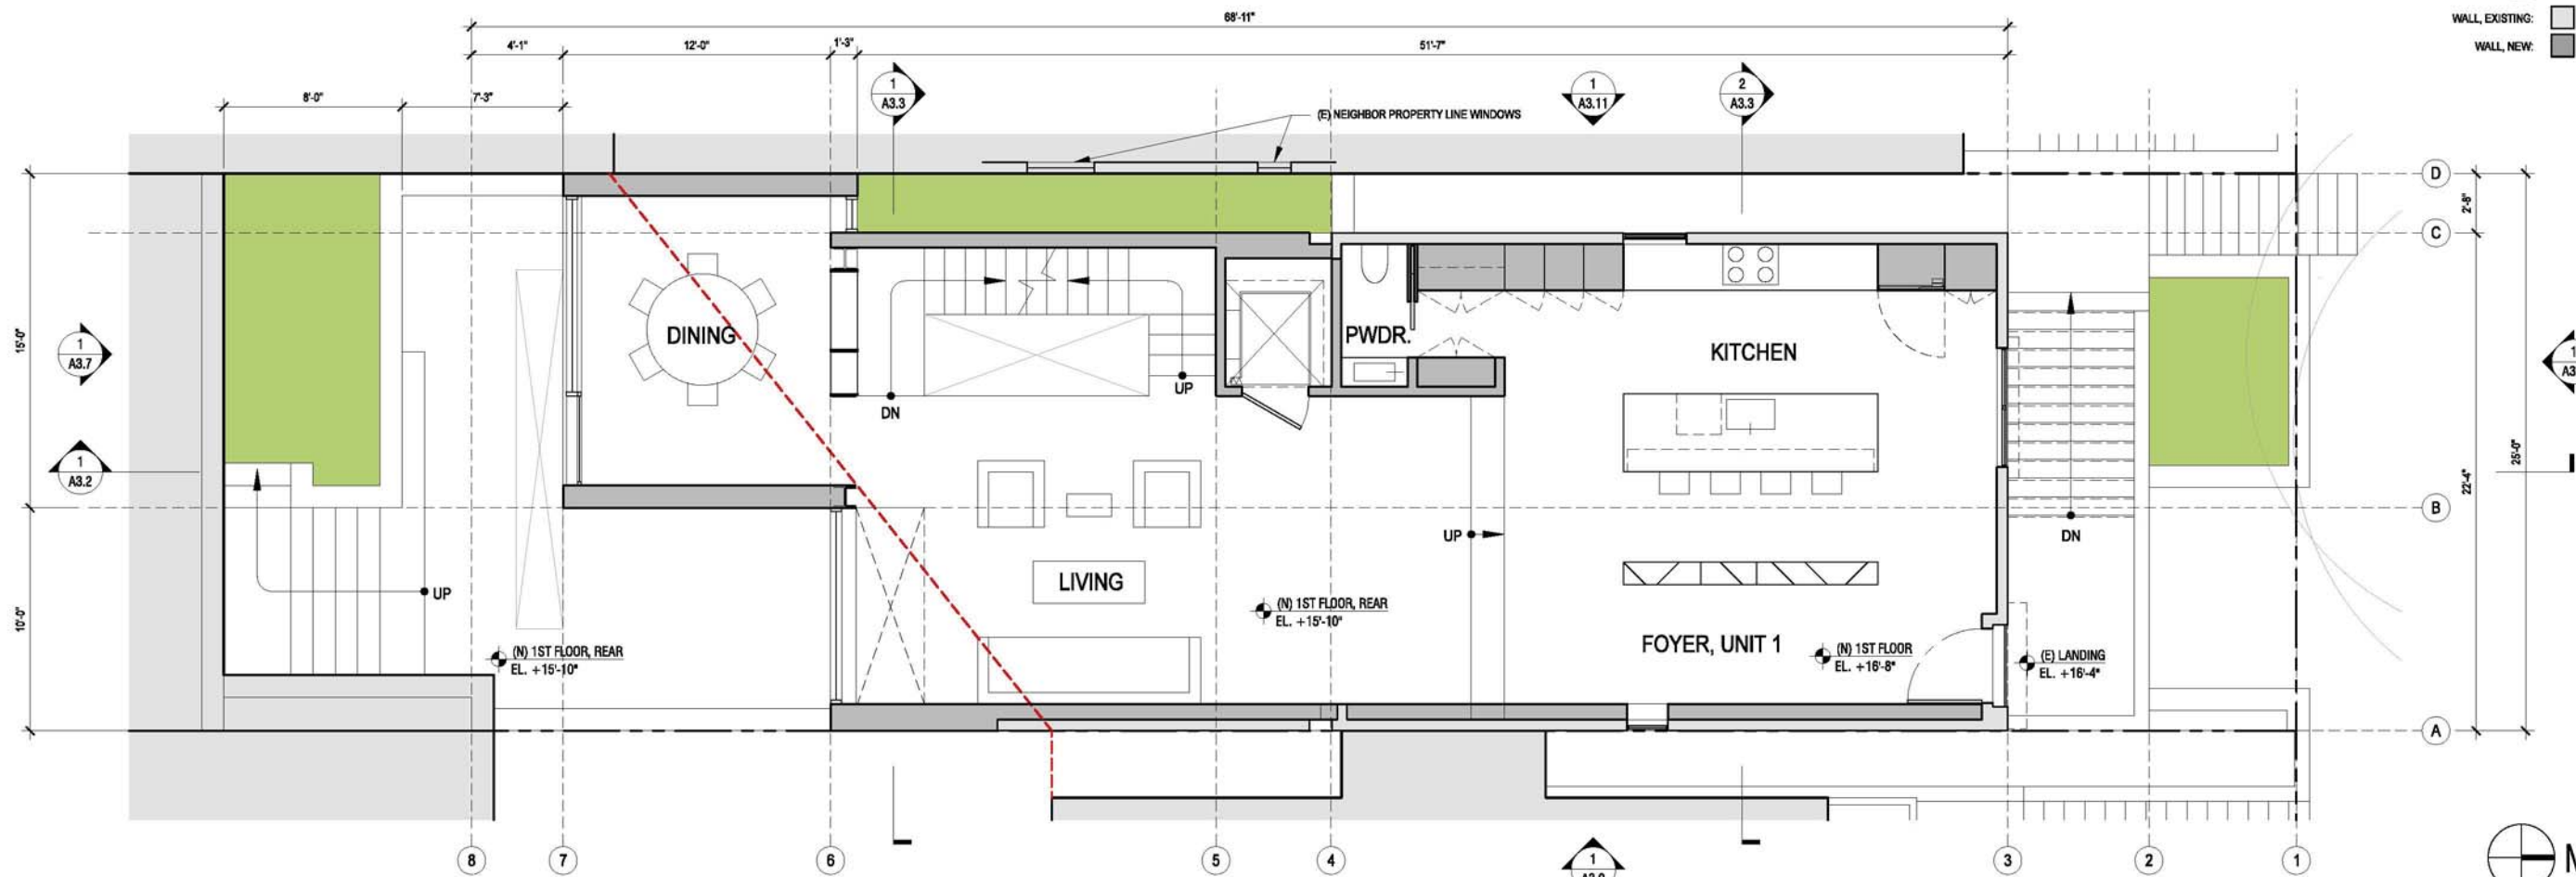 68'-11"
WALL, EXISTING:
WALL, NEW:
4'-1"
12'-0"
1'-3"
51'-7"
8'-0"
7'-3"
1
A3.3
1
A3.11
2
A3.3
(E) NEIGHBOR PROPERTY LINE WINDOWS
D
2'-8"
C
15'-0"
1
A3.7
DINING
PWDR.
KITCHEN
1
UP
DN
1
A3.2
22'-4"
25'-0"
B
UP
DN
LIVING
UP
(N) 1ST FLOOR, REAR
EL. +15'-10"
10'-0"
FOYER, UNIT 1
(N) 1ST FLOOR
EL. +16'-8"
(E) LANDING
EL. +16'-4"
(N) 1ST FLOOR, REAR
EL. +15'-10"
A
8
7
6
5
4
1
3
2
1